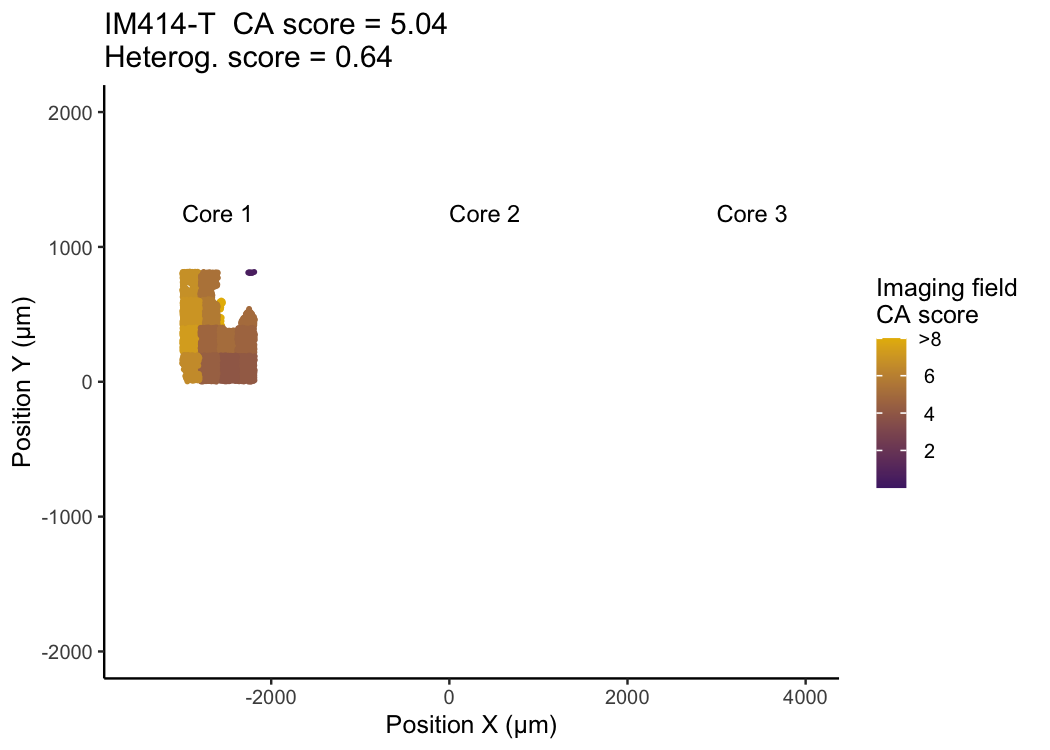 IM414-T  CA score = 5.04
Heterog. score = 0.64
2000
1000
0
-1000
-2000
Position Y (µm)
Core 1
Core 2
Core 3
-2000
0
2000
4000
Position X (µm)
Imaging field
CA score
>8
6
4
2